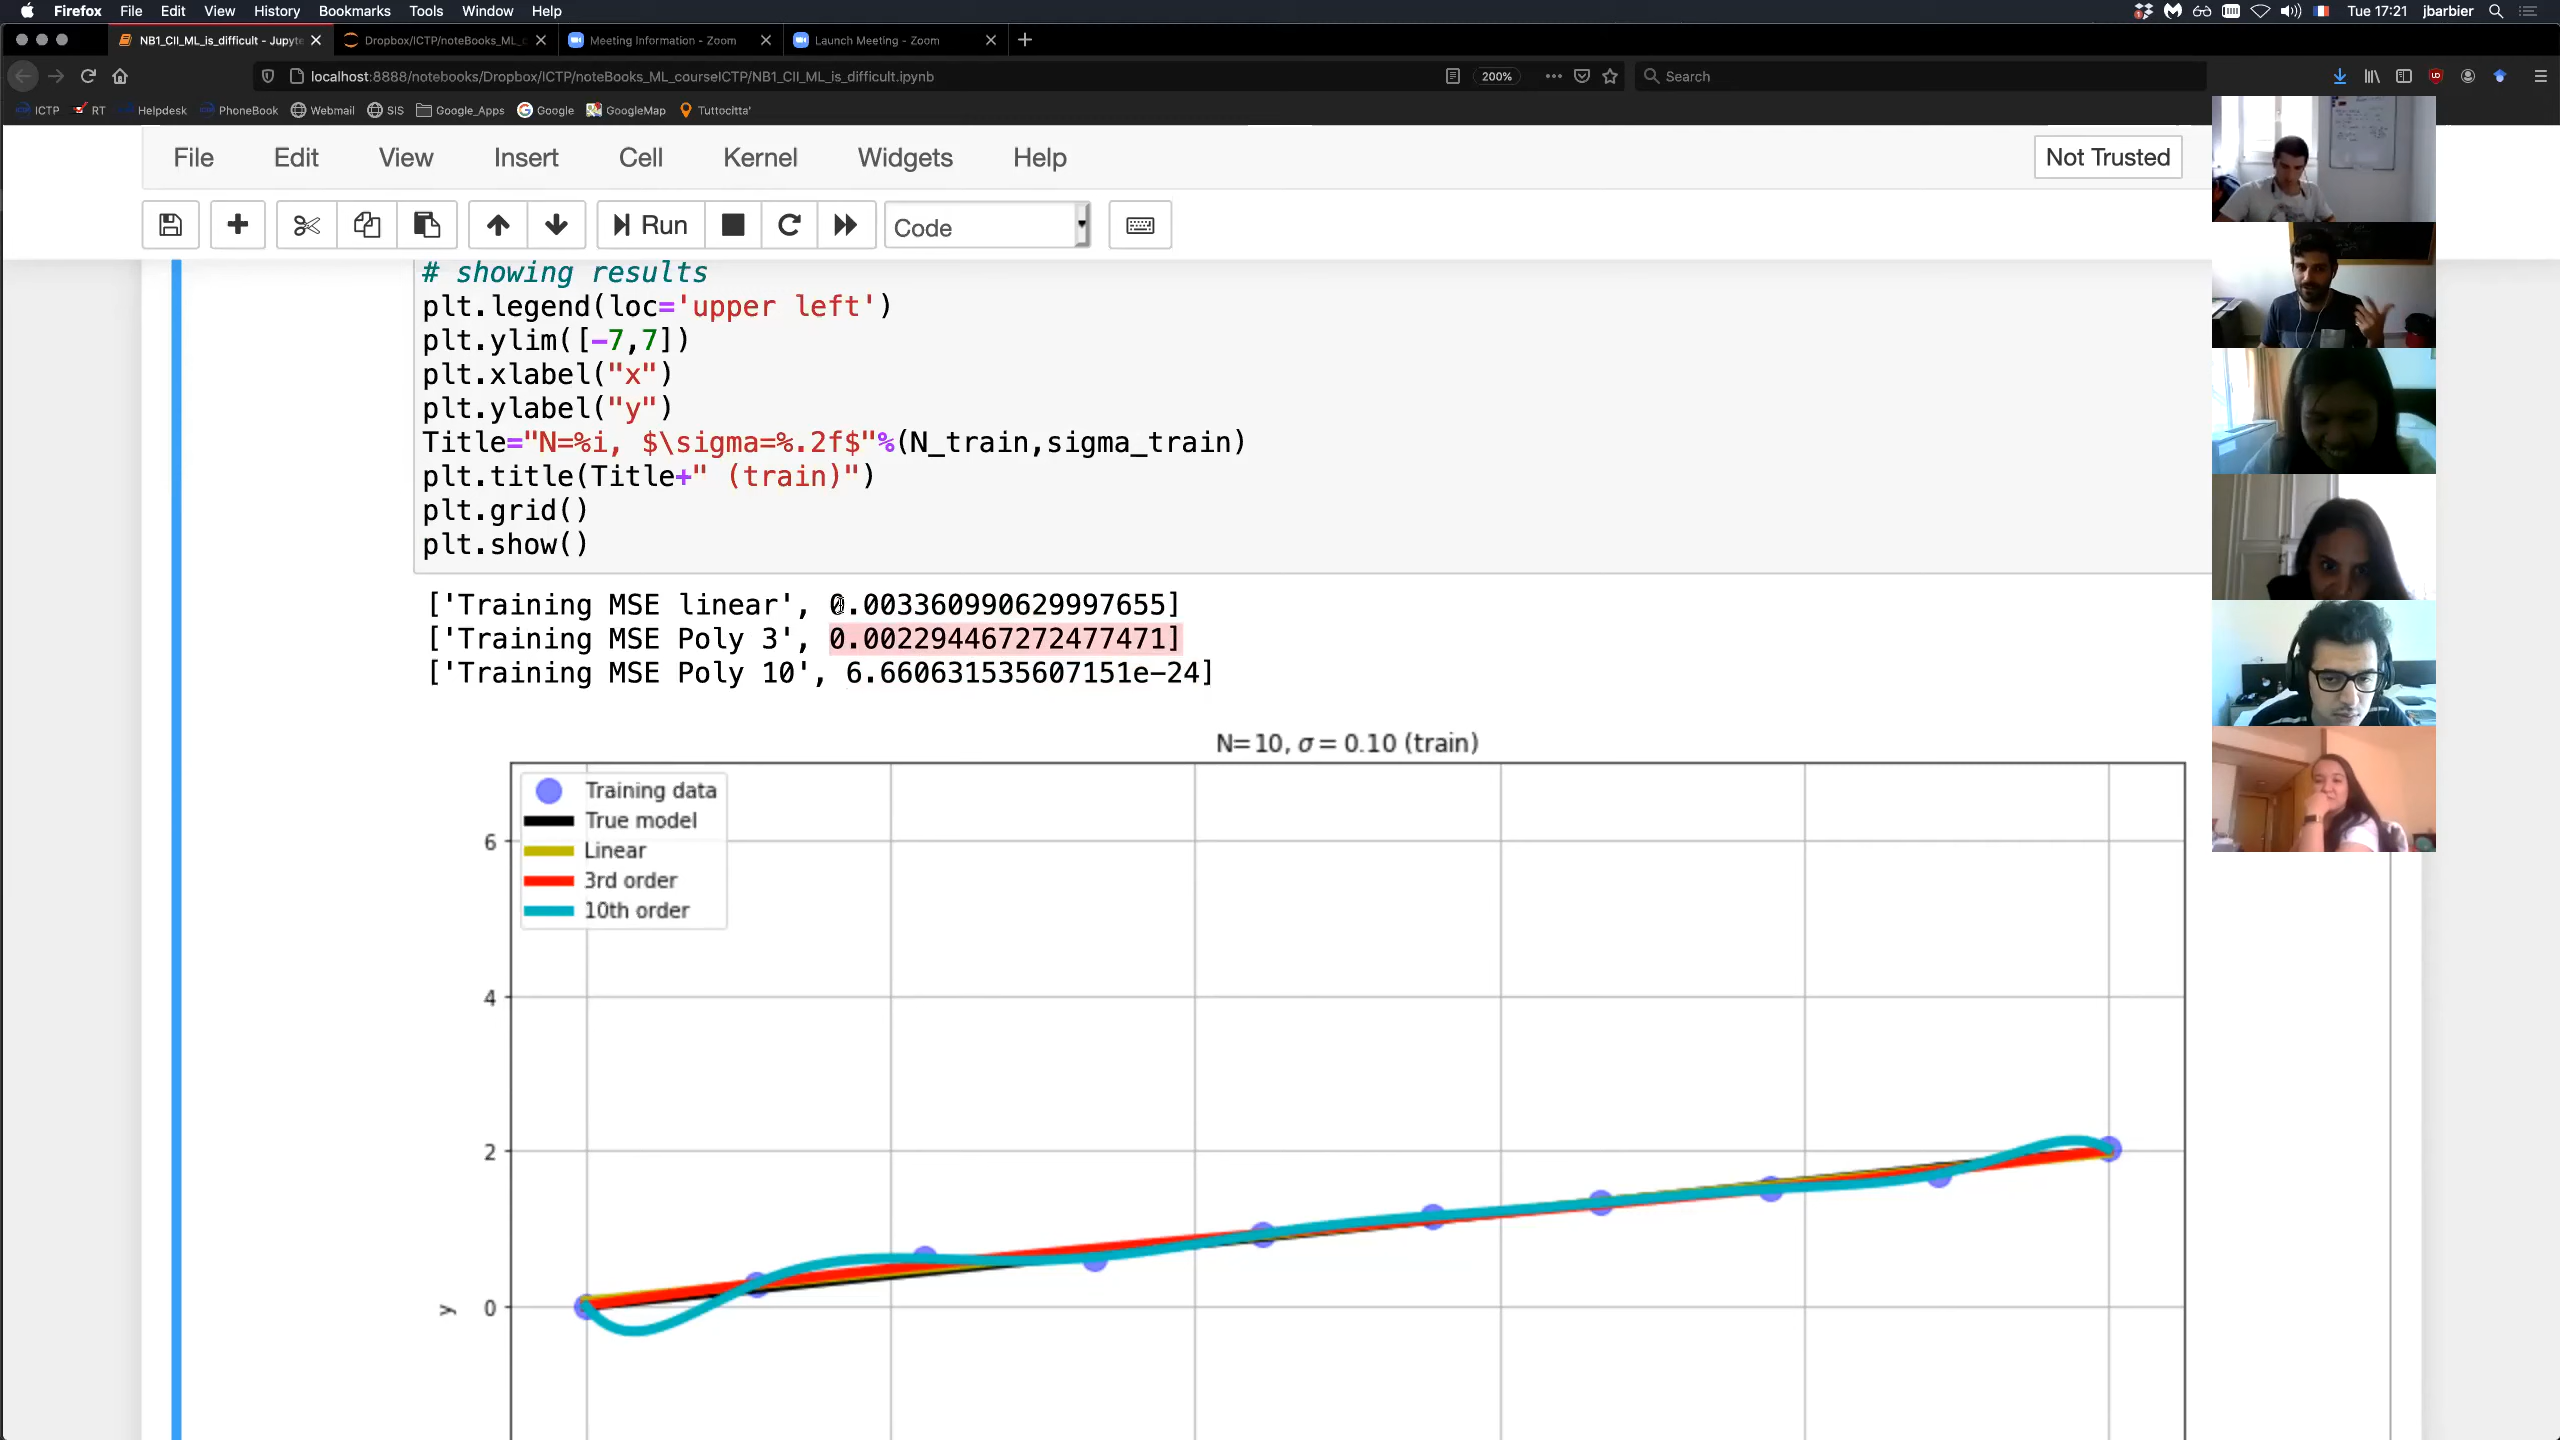 Firefox File Edit View History Bookmarks Tools Window Help Tue 17:21 jbarbier
NB1_CII_ML_is_difficult - Jupyte Dropbox/ICTP/noteBooks_ML_c Meeting Information - Zoom Launch Meeting - Zoom
localhost:8888/notebooks/Dropbox/ICTP/noteBooks_ML_courseICTP/NB1_CII_ML_is_difficult.ipynb 200% Search
ICTP RT Helpdesk PhoneBook Webmail SIS Google_Apps Google GoogleMap Tuttocitta'
File Edit View Insert Cell Kernel Widgets Help Not Trusted
Run Code
# showing results
plt.legend(loc='upper left')
plt.ylim([-7,7])
plt.xlabel("x")
plt.ylabel("y")
Title="N=%i, $\sigma=%.2f$"%(N_train,sigma_train)
plt.title(Title+" (train)")
plt.grid()
plt.show()
['Training MSE linear', 0.003360990629997655]
['Training MSE Poly 3', 0.002294467272477471]
['Training MSE Poly 10', 6.660631535607151e-24]
N=10, σ = 0.10 (train)
Training data
True model
Linear
3rd order
10th order
6
4
2
0
y